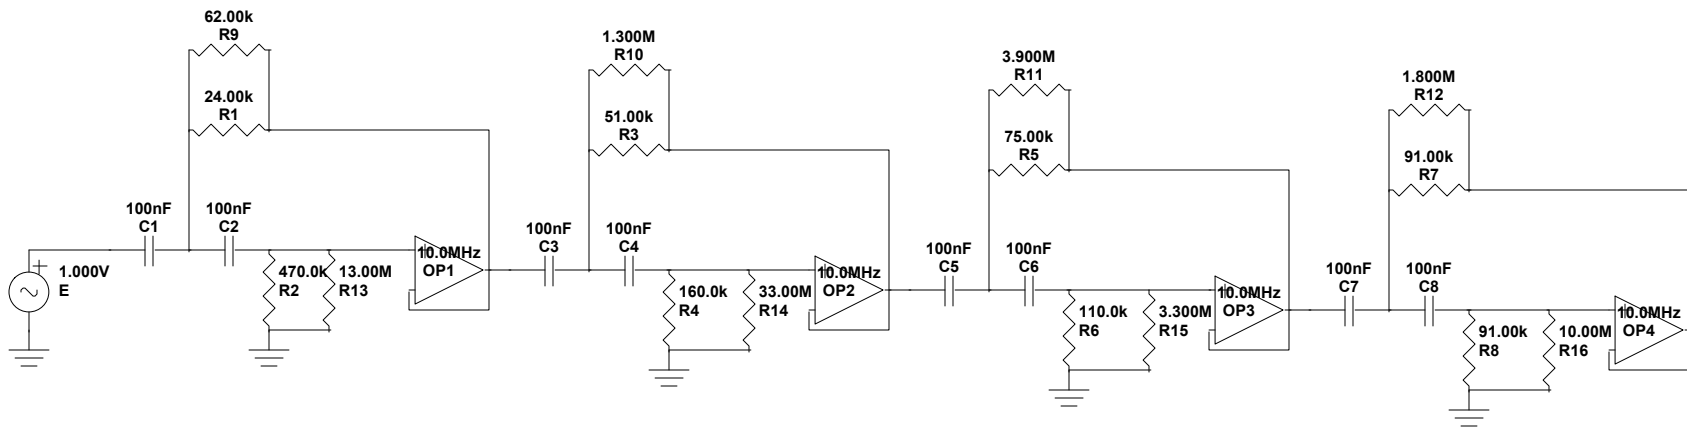 62.00k
R9
24.00k
R1
100nF
C1
100nF
C2
1.000V
E
470.0k
R2
13.00M
R13
10.0MHz
OP1
1.300M
R10
51.00k
R3
100nF
C3
100nF
C4
160.0k
R4
33.00M
R14
10.0MHz
OP2
3.900M
R11
75.00k
R5
100nF
C5
100nF
C6
110.0k
R6
3.300M
R15
10.0MHz
OP3
1.800M
R12
91.00k
R7
100nF
C7
100nF
C8
91.00k
R8
10.00M
R16
10.0MHz
OP4